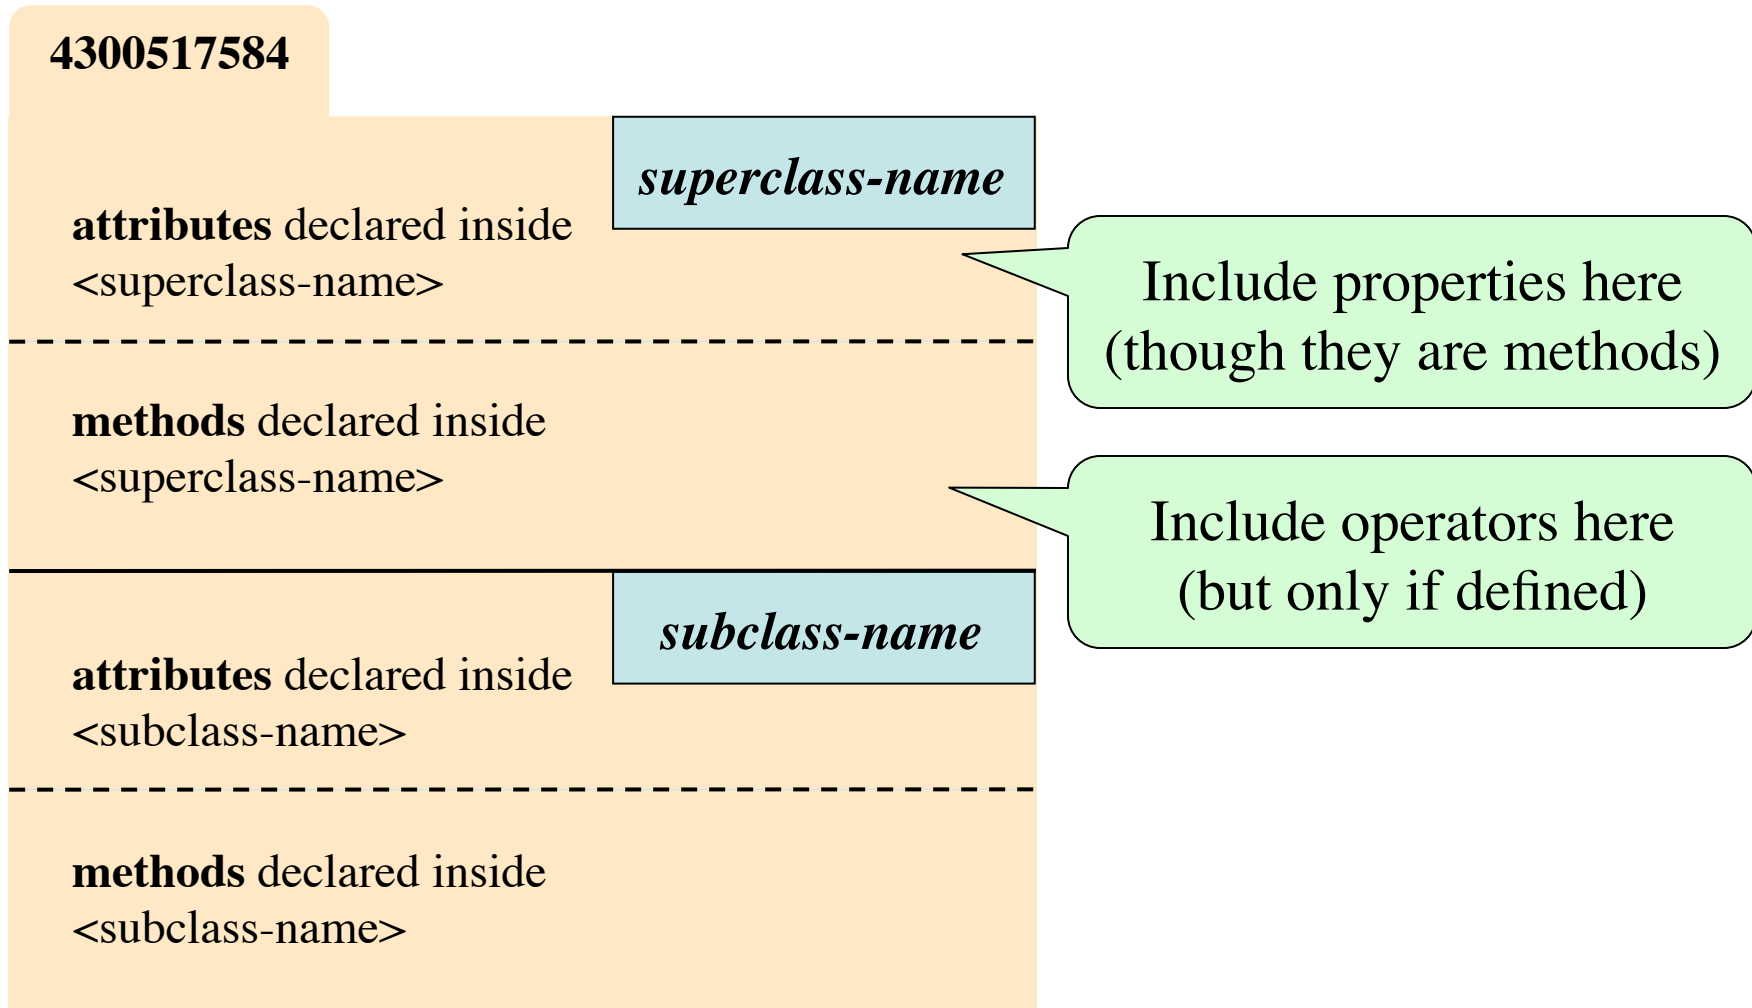 4300517584
superclass-name
attributes declared inside
<superclass-name>
Include properties here
(though they are methods)
methods declared inside
<superclass-name>
Include operators here
(but only if defined)
subclass-name
attributes declared inside
<subclass-name>
methods declared inside
<subclass-name>